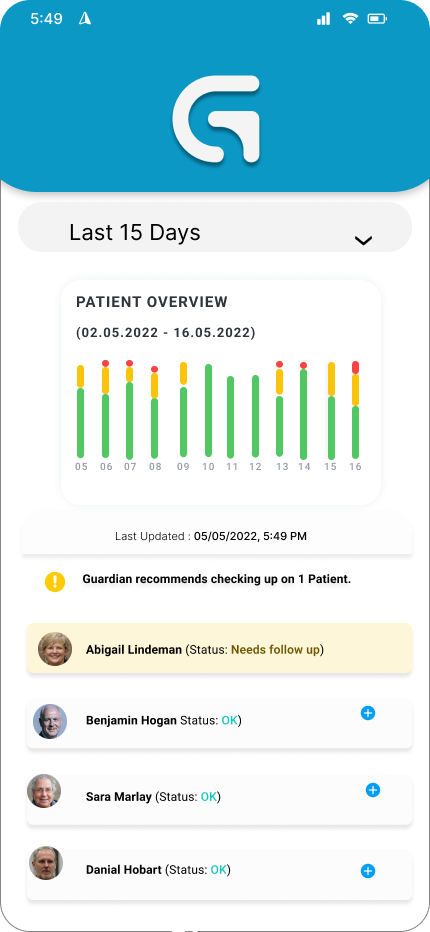 5:49
Last 15 Days
PATIENT OVERVIEW
(02.05.2022 - 16.05.2022)
05 06 07 08 09 10 11 12 13 14 15 16
Last Updated : 05/05/2022, 5:49 PM
Guardian recommends checking up on 1 Patient.
Abigail Lindeman (Status: Needs follow up)
Benjamin Hogan Status: OK)
Sara Marlay (Status: OK)
Danial Hobart (Status: OK)